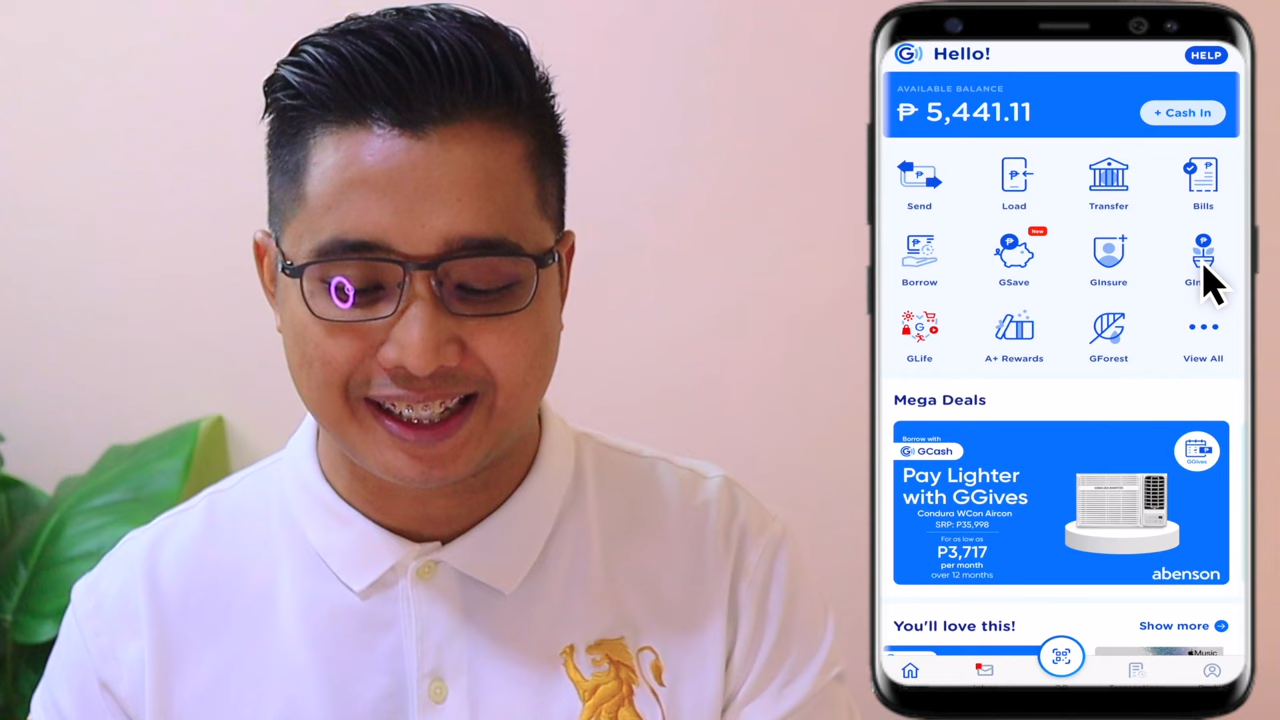 G Hello!
HELP
AVAILABLE BALANCE
₱ 5,441.11
+ Cash In
Send
Load
Transfer
Bills
Borrow
New
GSave
GInsure
GLife
A+ Rewards
GForest
View All
Mega Deals
Borrow with
GCash
GGives
Pay Lighter
with GGives
Condura WCon Aircon
SRP: P35,998
For as low as
P3,717
per month
over 12 months
abenson
You'll love this!
Show more
Music